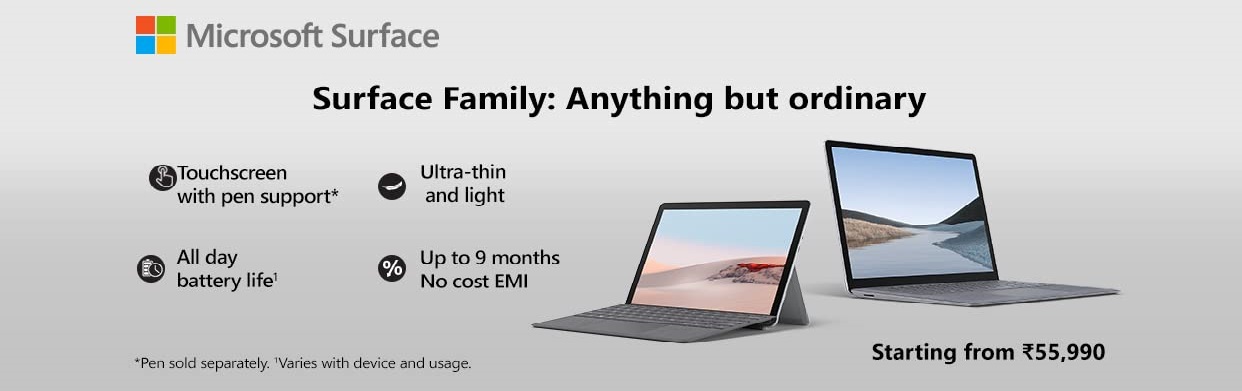 Microsoft Surface
Surface Family: Anything but ordinary
Touchscreen
with pen support*
Ultra-thin
and light
All day
battery life¹
%
Up to 9 months
No cost EMI
Starting from ₹55,990
*Pen sold separately. ¹Varies with device and usage.